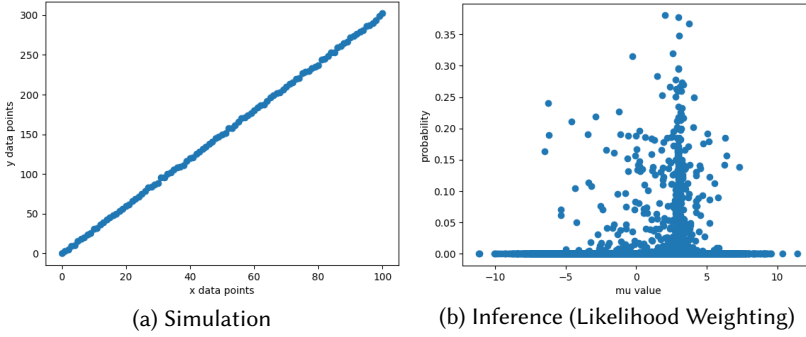 300
250
200
150
100
50
0
y data points
0 20 40 60 80 100
x data points
(a) Simulation
0.35
0.30
0.25
0.20
0.15
0.10
0.05
0.00
probability
−10 −5 0 5 10
mu value
(b) Inference (Likelihood Weighting)